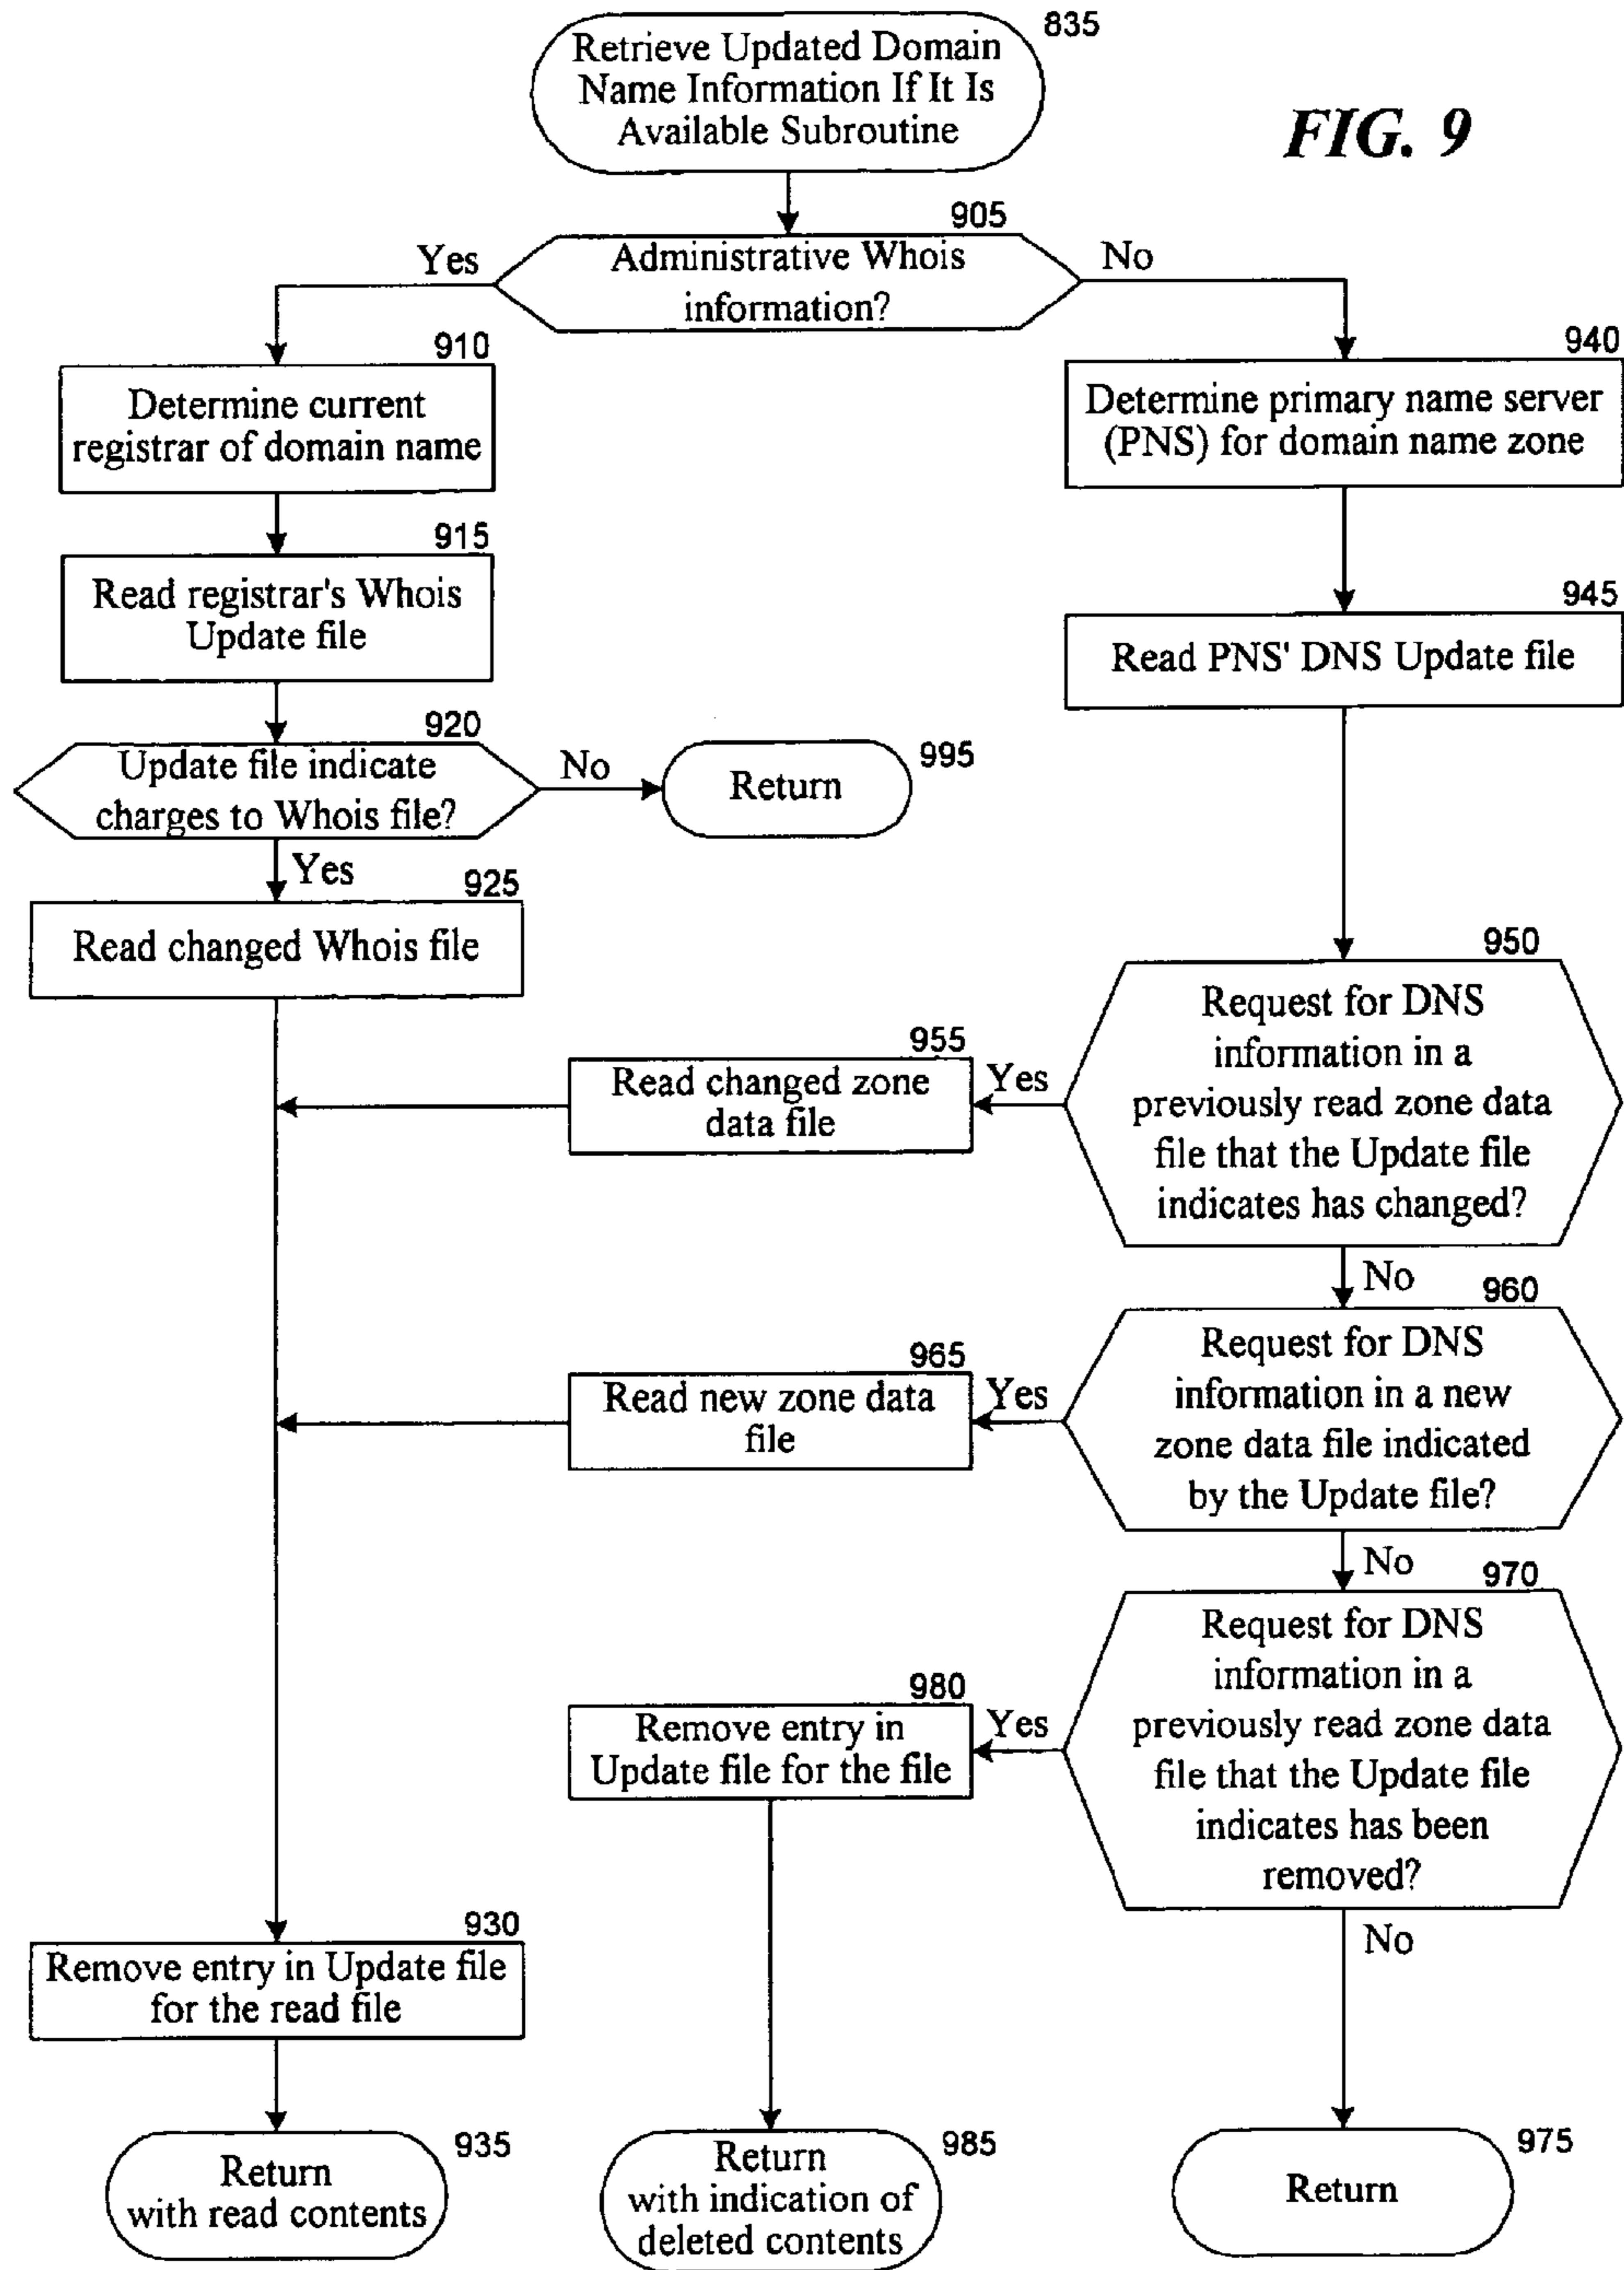 835
Retrieve Updated Domain
Name Information If It Is
Available Subroutine
FIG. 9
905
Administrative Whois
information?
Yes
No
910
Determine current
registrar of domain name
940
Determine primary name server
(PNS) for domain name zone
915
Read registrar's Whois
Update file
945
Read PNS' DNS Update file
920
Update file indicate
charges to Whois file?
No
995
Return
Yes
925
Read changed Whois file
950
Request for DNS
information in a
previously read zone data
file that the Update file
indicates has changed?
Yes
955
Read changed zone
data file
No
960
Request for DNS
information in a new
zone data file indicated
by the Update file?
Yes
965
Read new zone data
file
No
970
Request for DNS
information in a
previously read zone data
file that the Update file
indicates has been
removed?
Yes
980
Remove entry in
Update file for the file
No
930
Remove entry in Update file
for the read file
935
Return
with read contents
985
Return
with indication of
deleted contents
975
Return